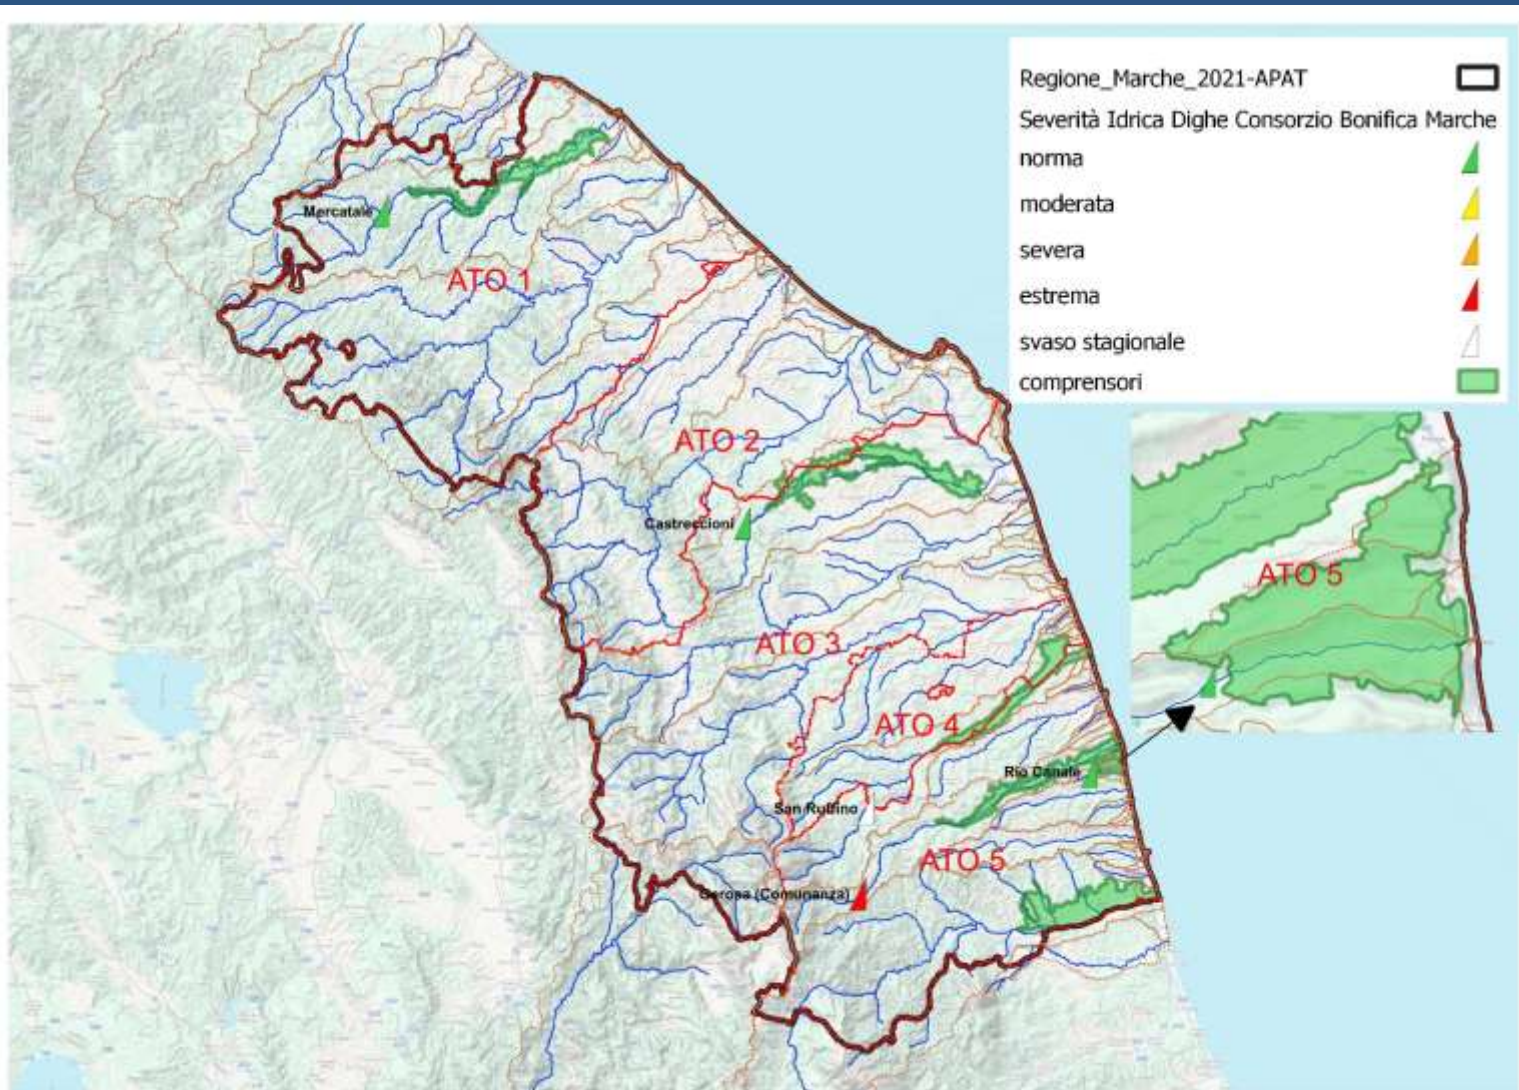 Regione_Marche_2021-APAT
Severità Idrica Dighe Consorzio Bonifica Marche
norma
moderata
severa
estrema
svaso stagionale
comprensori
Mercatale
ATO 1
ATO 2
Castreccioni
ATO 5
ATO 3
ATO 4
Rio Canale
San Ruffino
ATO 5
Gerosa (Comunanza)